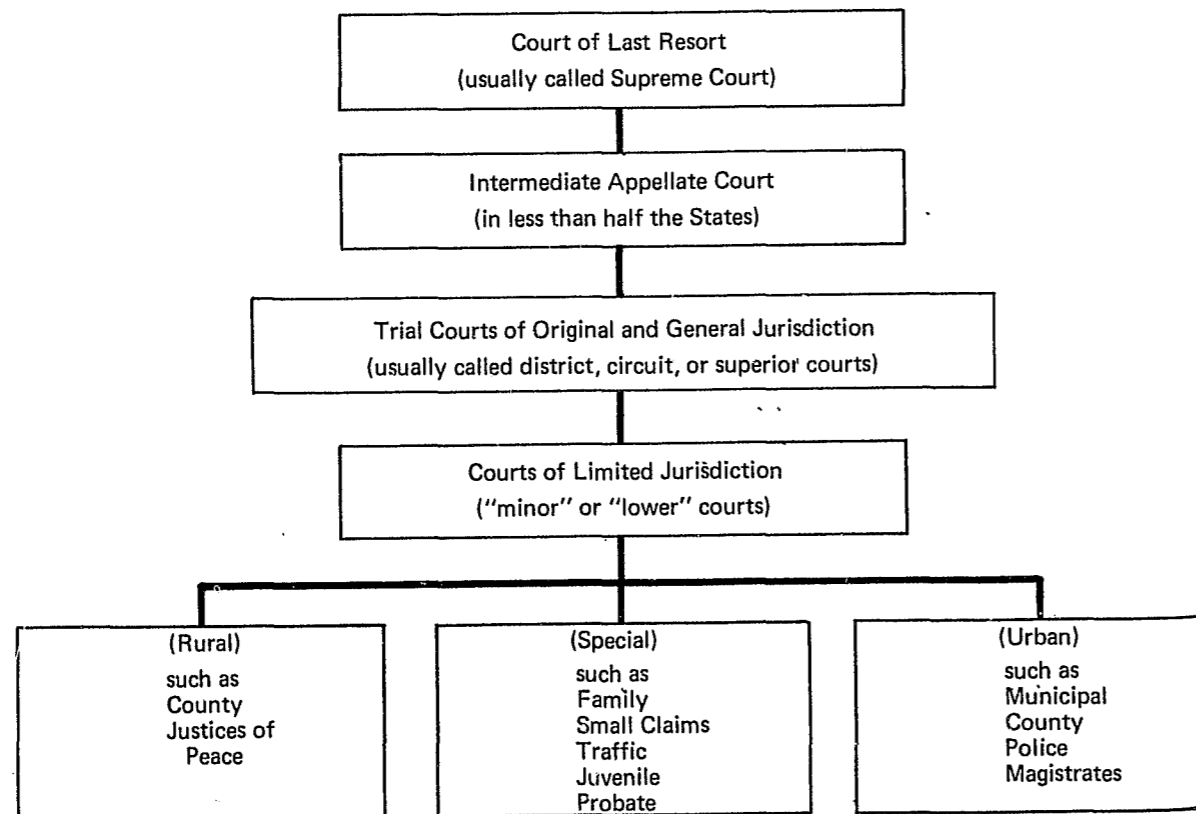 Court of Last Resort
(usually called Supreme Court)
Intermediate Appellate Court
(in less than half the States)
Trial Courts of Original and General Jurisdiction
(usually called district, circuit, or superior courts)
Courts of Limited Jurisdiction
("minor" or "lower" courts)
(Rural)
such as
County
Justices of
Peace
(Special)
such as
Family
Small Claims
Traffic
Juvenile
Probate
(Urban)
such as
Municipal
County
Police
Magistrates